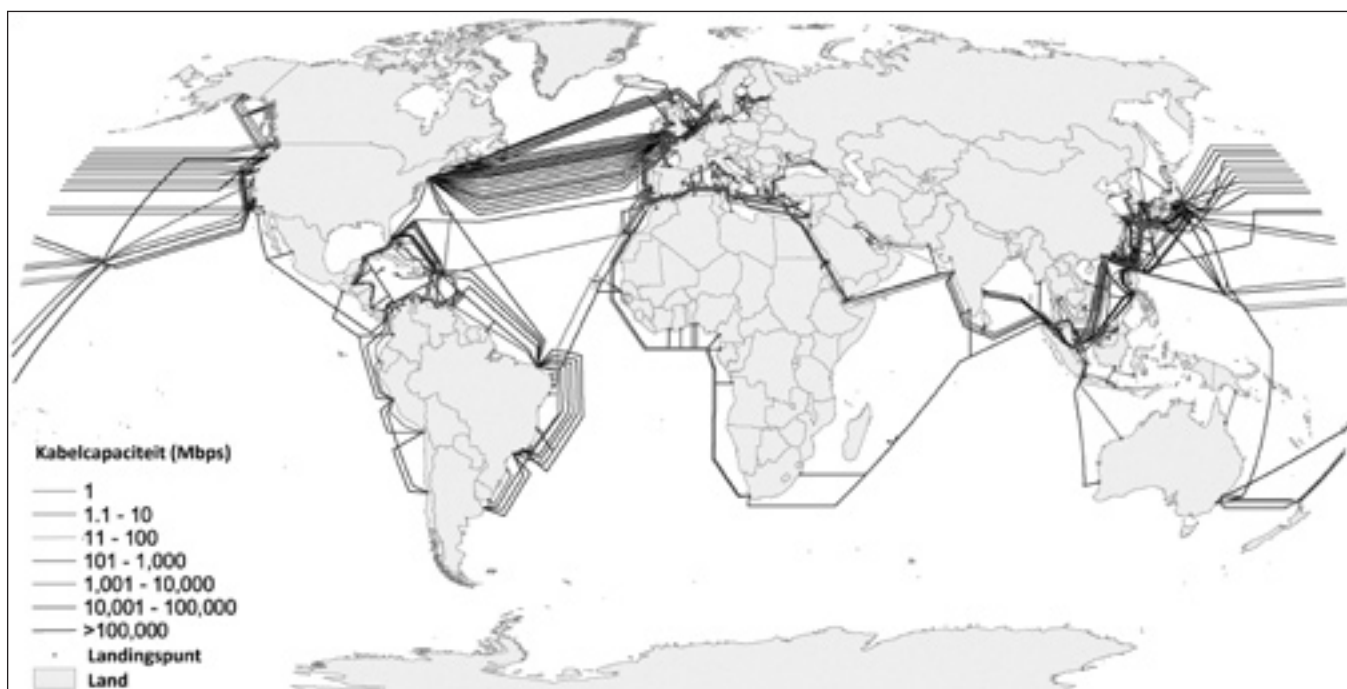 Kabelcapaciteit (Mbps)
1
1.1 - 10
11 - 100
101 - 1,000
1,001 - 10,000
10,001 - 100,000
>100,000
Landingspunt
Land